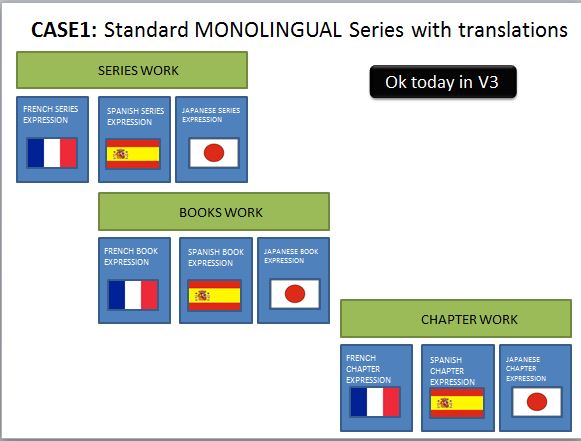 CASE1: Standard MONOLINGUAL Series with translations
SERIES WORK
Ok today in V3
FRENCH SERIES
EXPRESSION
SPANISH SERIES
EXPRESSION
JAPANESE SERIES
EXPRESSION
BOOKS WORK
FRENCH BOOK
EXPRESSION
SPANISH BOOK
EXPRESSION
JAPANESE BOOK
EXPRESSION
CHAPTER WORK
FRENCH
CHAPTER
EXPRESSION
SPANISH
CHAPTER
EXPRESSION
JAPANESE
CHAPTER
EXPRESSION